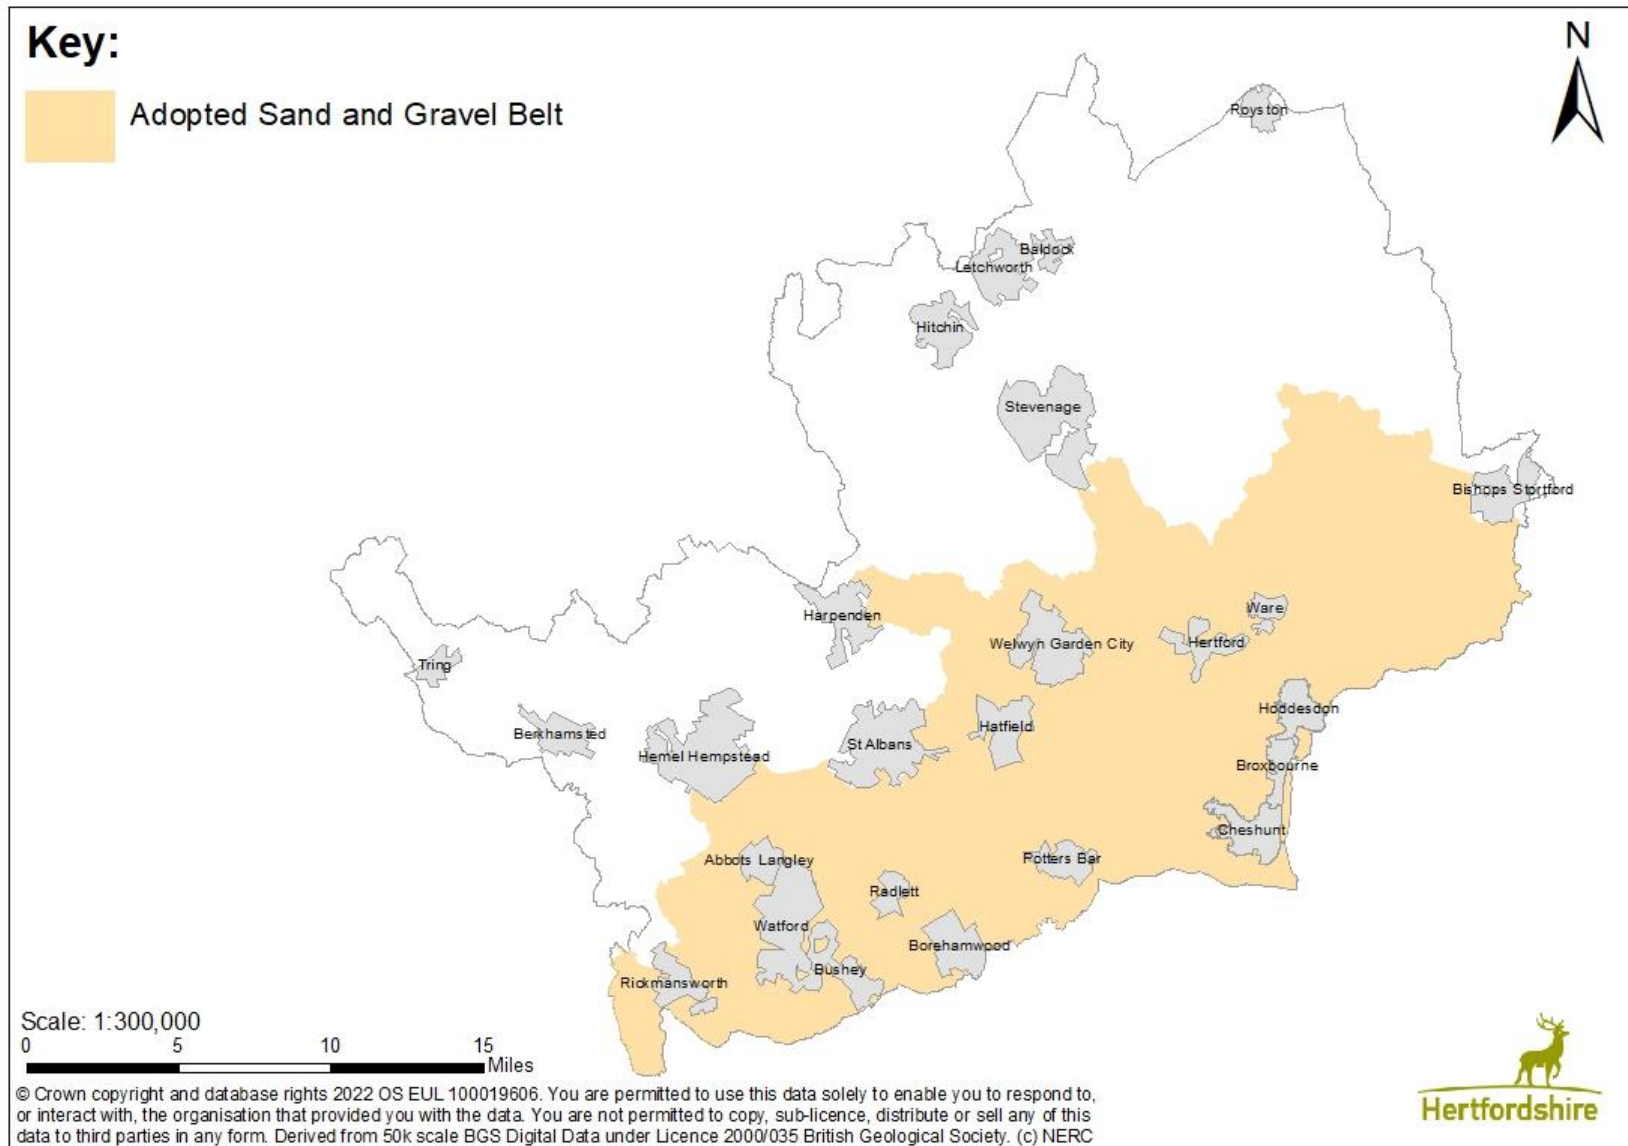 Key:
Adopted Sand and Gravel Belt
N
Royston
Baldock
Letchworth
Hitchin
Stevenage
Bishops Stortford
Harpenden
Ware
Welwyn Garden City
Hertford
Tring
Hoddesdon
Berkhamsted
Hatfield
St Albans
Hemel Hempstead
Broxbourne
Cheshunt
Abbots Langley
Potters Bar
Radlett
Watford
Borehamwood
Bushey
Rickmansworth
Scale: 1:300,000
0 5 10 15
Miles
© Crown copyright and database rights 2022 OS EUL 100019606. You are permitted to use this data solely to enable you to respond to,
or interact with, the organisation that provided you with the data. You are not permitted to copy, sub-licence, distribute or sell any of this
data to third parties in any form. Derived from 50k scale BGS Digital Data under Licence 2000/035 British Geological Society. (c) NERC
Hertfordshire